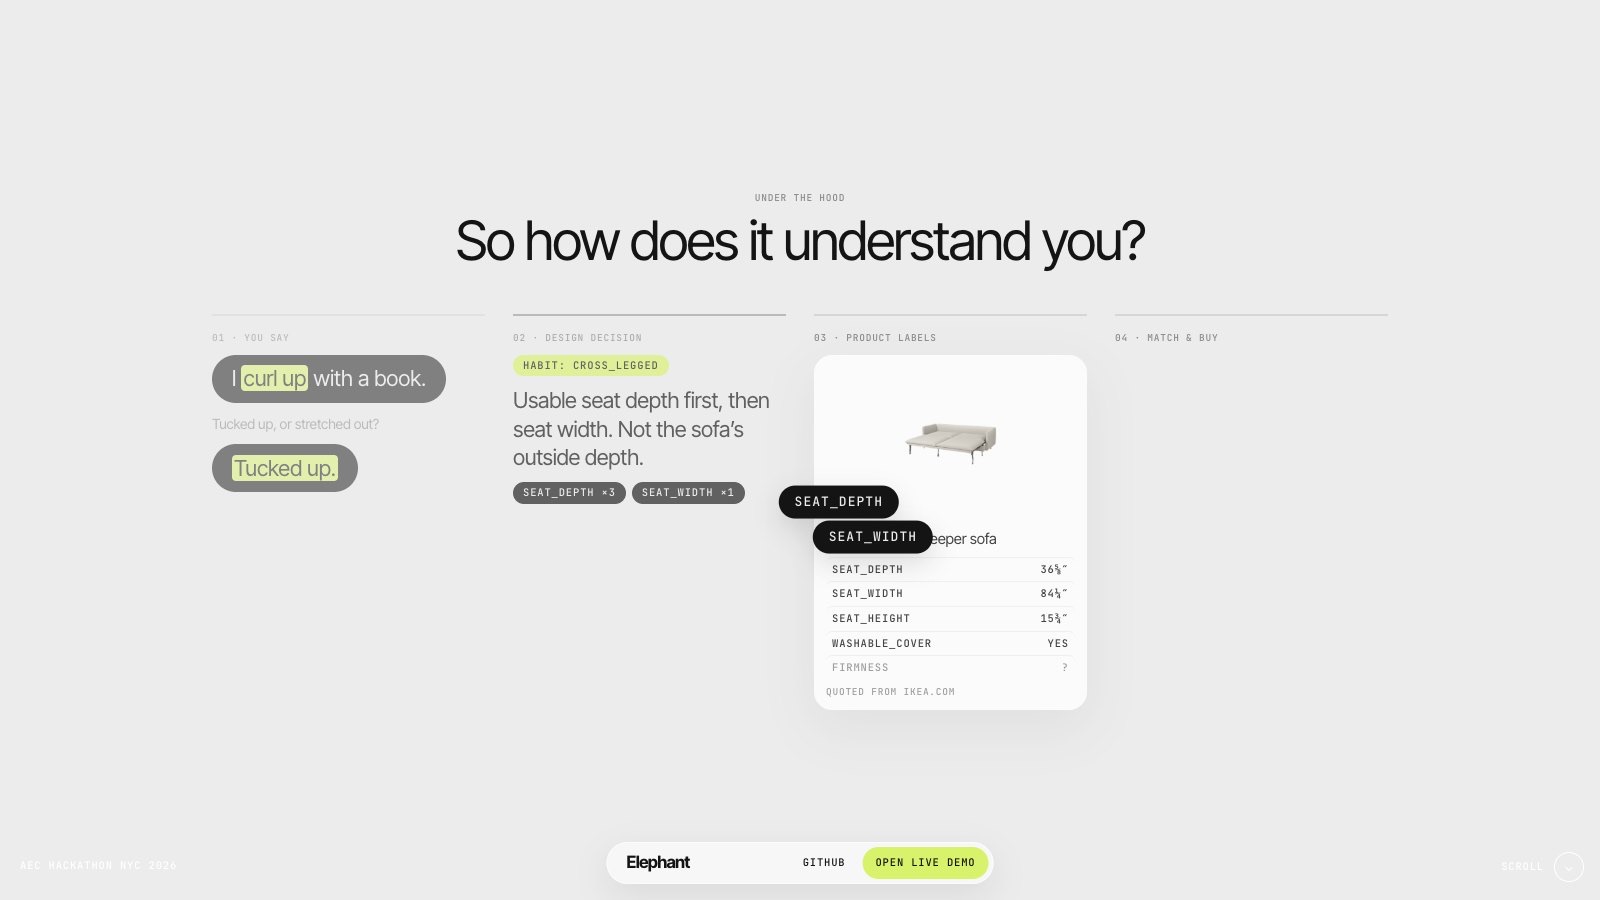 UNDER THE HOOD
So how does it understand you?
01 · YOU SAY
I curl up with a book.
Tucked up, or stretched out?
Tucked up.
02 · DESIGN DECISION
HABIT: CROSS_LEGGED
Usable seat depth first, then
seat width. Not the sofa’s
outside depth.
SEAT_DEPTH ×3
SEAT_WIDTH ×1
03 · PRODUCT LABELS
SEAT_DEPTH
SEAT_WIDTH
sofa
SEAT_DEPTH 36⅝″
SEAT_WIDTH 84¼″
SEAT_HEIGHT 15¾″
WASHABLE_COVER YES
FIRMNESS ?
QUOTED FROM IKEA.COM
04 · MATCH & BUY
AEC HACKATHON NYC 2026
Elephant
GITHUB
OPEN LIVE DEMO
SCROLL